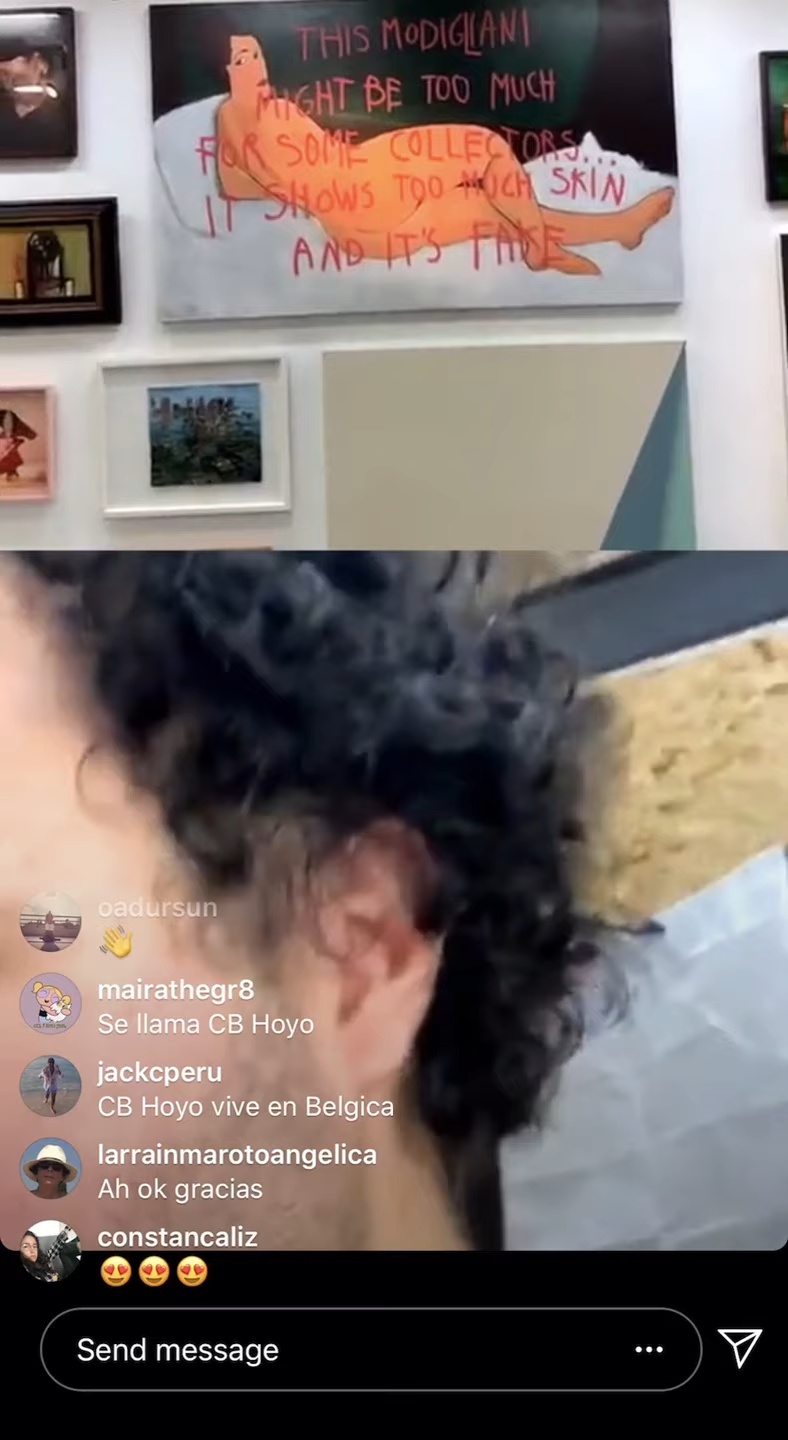 THIS MODIGLIANI
MIGHT BE TOO MUCH
FOR SOME COLLECTORS...
IT SHOWS TOO MUCH SKIN
AND IT'S FAKE
oadursun
👋
mairathegr8
Se llama CB Hoyo
jackcperu
CB Hoyo vive en Belgica
larrainmarotoangelica
Ah ok gracias
constancaliz
😍😍😍
Send message